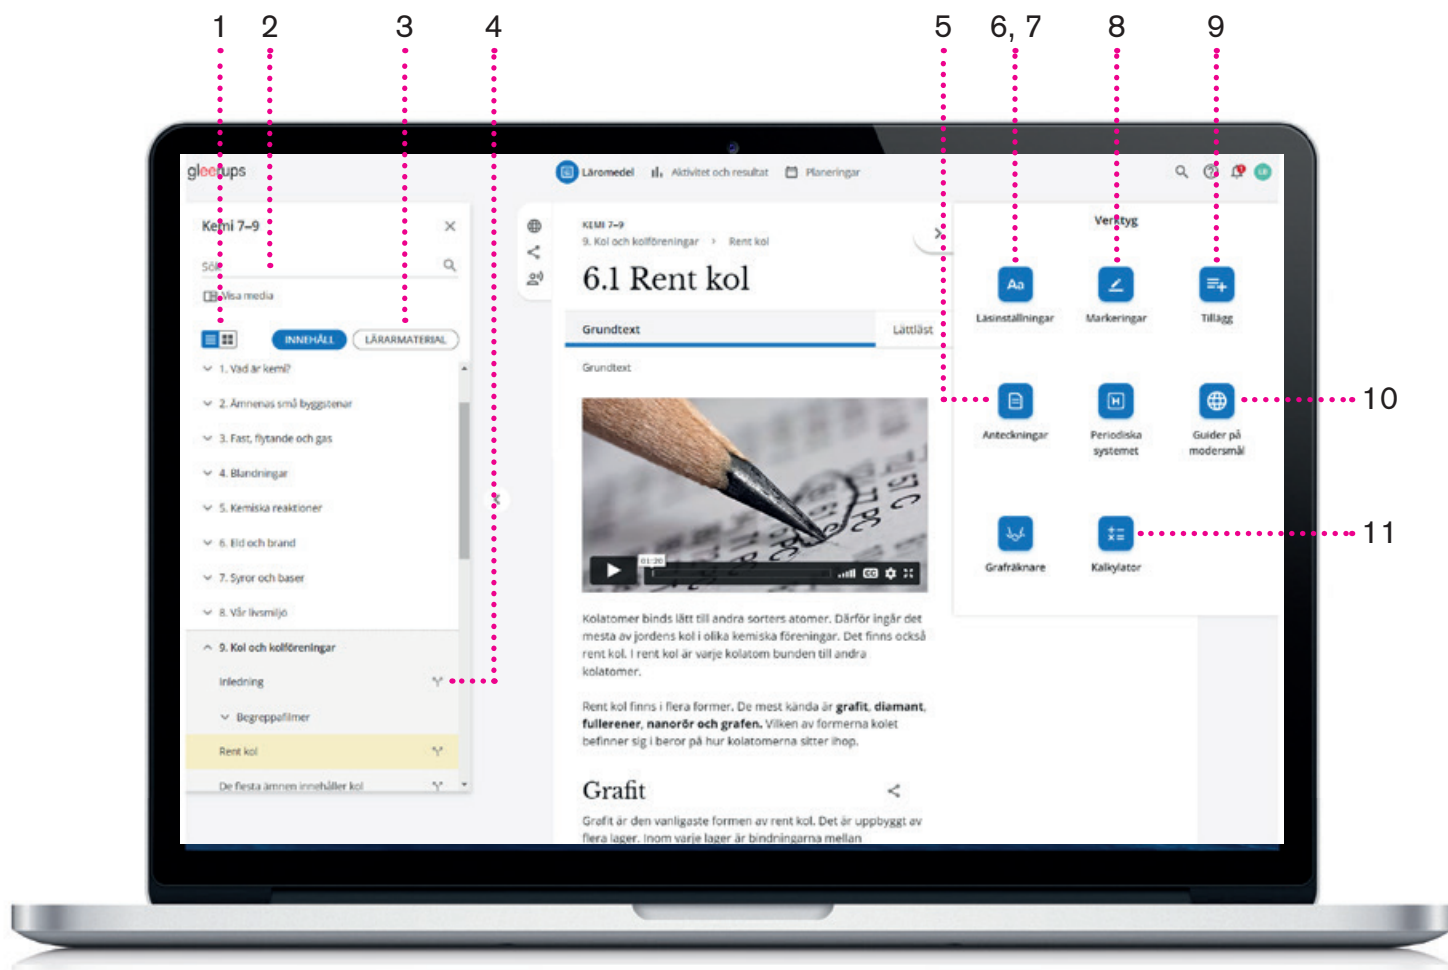 1 2 3 4 5 6, 7 8 9
gleerups
Läromedel Aktivitet och resultat Planeringar
Kemi 7–9
Sök
Visa media
INNEHÅLL LÄRARMATERIAL
1. Vad är kemi?
2. Ämnenas små byggstenar
3. Fast, flytande och gas
4. Blandningar
5. Kemiska reaktioner
6. Eld och brand
7. Syror och baser
8. Vår livsmiljö
9. Kol och kolföreningar
Inledning
Begreppafilmer
Rent kol
De flesta ämnen innehåller kol
KEMI 7–9
9. Kol och kolföreningar > Rent kol
6.1 Rent kol
Grundtext Lättläst
Grundtext
01:20
CC
Kolatomer binds lätt till andra sorters atomer. Därför ingår det
mesta av jordens kol i olika kemiska föreningar. Det finns också
rent kol. I rent kol är varje kolatom bunden till andra
kolatomer.
Rent kol finns i flera former. De mest kända är grafit, diamant,
fullerener, nanorör och grafen. Vilken av formerna kolet
befinner sig i beror på hur kolatomerna sitter ihop.
Grafit
Grafit är den vanligaste formen av rent kol. Det är uppbyggt av
flera lager. Inom varje lager är bindningarna mellan
Verktyg
Aa
Läsinställningar Markeringar Tillägg
H
Anteckningar Periodiska systemet Guider på modersmål
10
Grafräknare Kalkylator
11